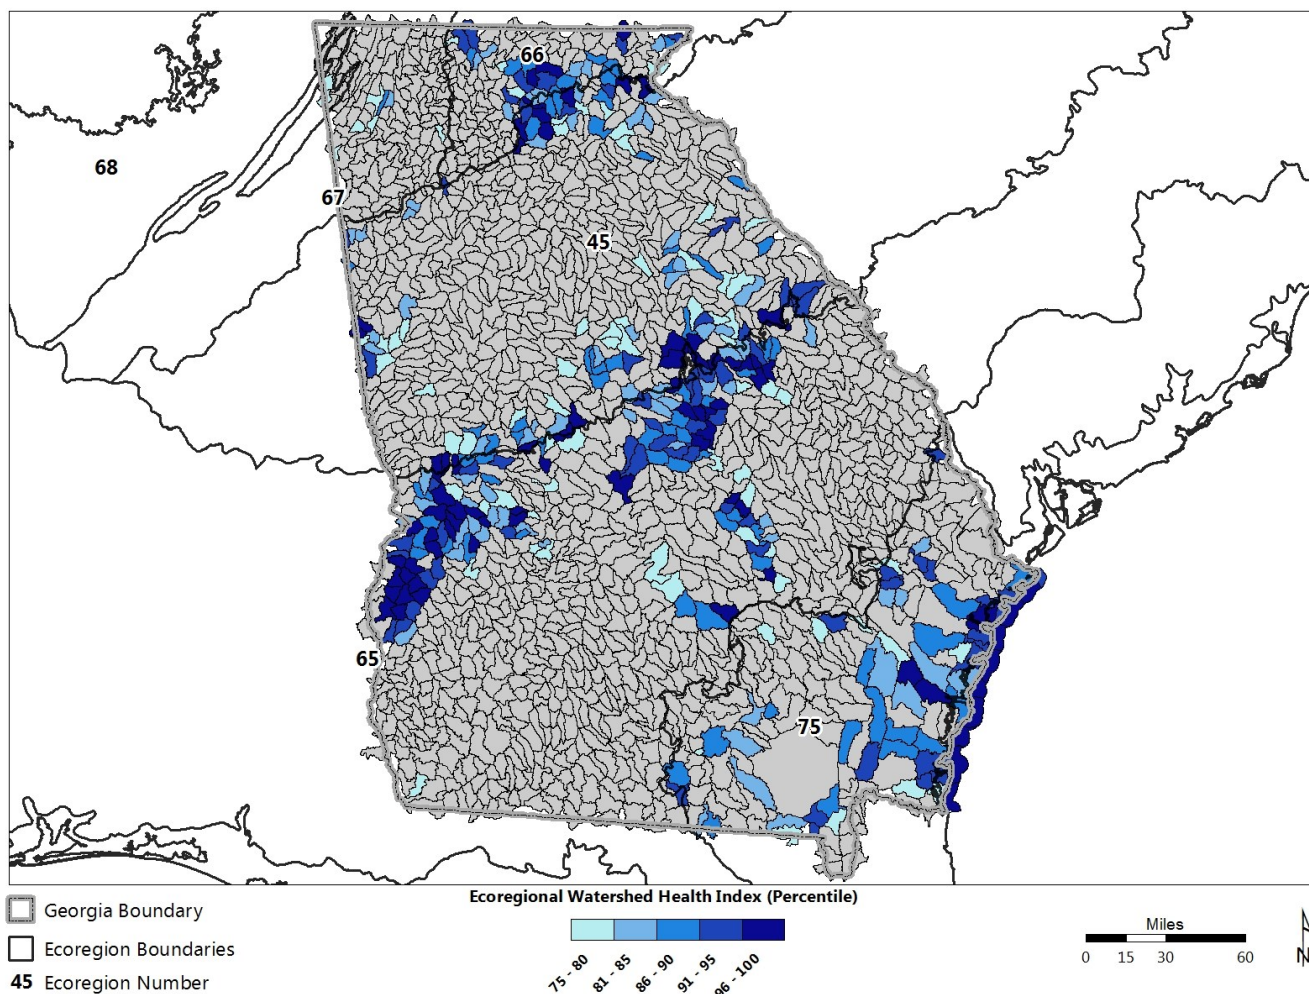 66
68
67
45
65
75
Ecoregional Watershed Health Index (Percentile)
75 - 80
81 - 85
86 - 90
91 - 95
96 - 100
Georgia Boundary
Ecoregion Boundaries
45 Ecoregion Number
Miles
0 15 30 60
N